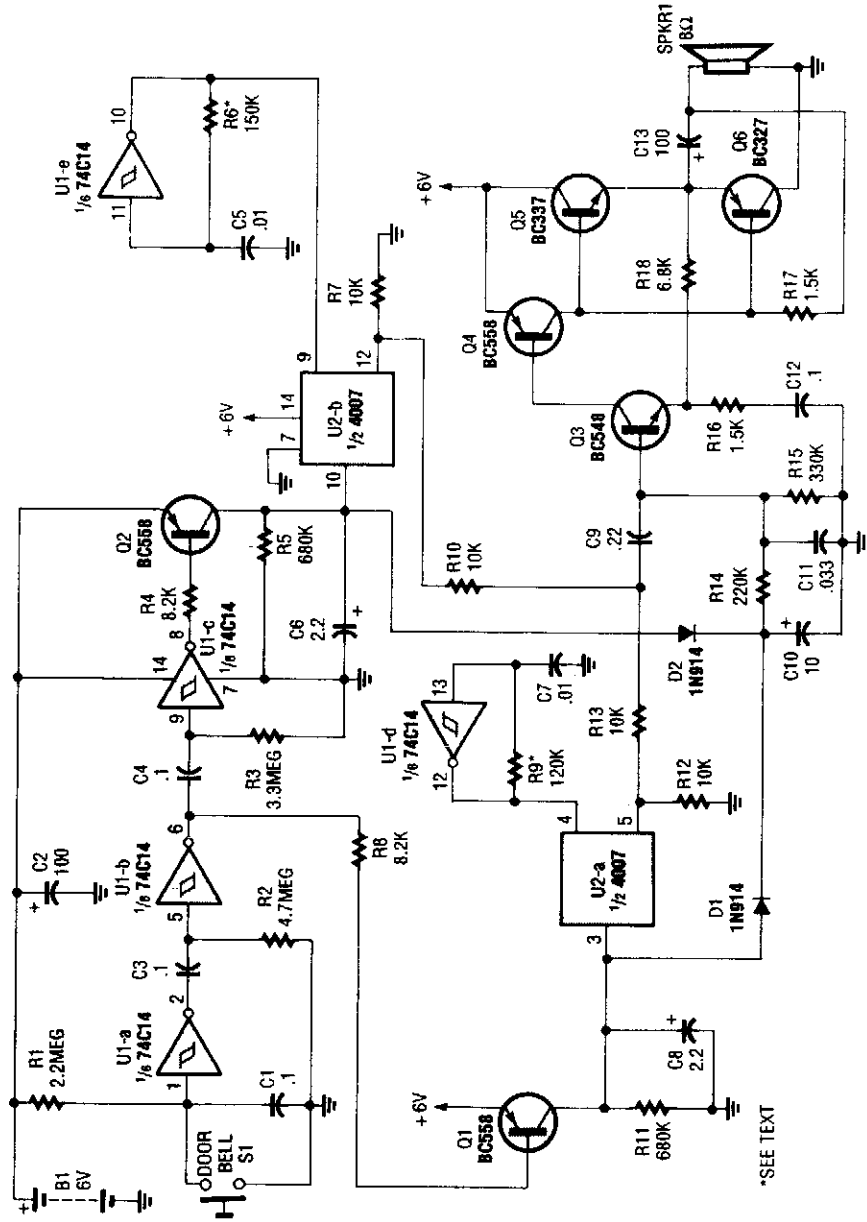 B1
6V
+
R1
2.2MEG
DOOR
BELL
S1
C1
.1
1
U1-a
1/6 74C14
2
C3
.1
R2
4.7MEG
5
U1-b
1/6 74C14
6
C2
100
+
C4
.1
R3
3.3MEG
9
14
7
U1-c
1/6 74C14
8
R4
8.2K
Q2
BC558
R5
680K
C6
2.2
+
+6V
7
14
10
U2-b
1/2 4007
9
12
R7
10K
U1-e
1/6 74C14
11
10
R6*
150K
C5
.01
R8
8.2K
+6V
Q1
BC558
R11
680K
C8
2.2
+
3
U2-a
1/2 4007
4
5
U1-d
1/6 74C14
12
13
R9*
120K
C7
.01
R12
10K
R13
10K
R10
10K
D1
1N914
D2
1N914
C10
10
+
R14
220K
C11
.033
R15
330K
C9
.22
Q3
BC548
R16
1.5K
C12
.1
Q4
BC558
R18
6.8K
R17
1.5K
+6V
Q5
BC337
Q6
BC327
C13
100
+
SPKR1
8Ω
*SEE TEXT